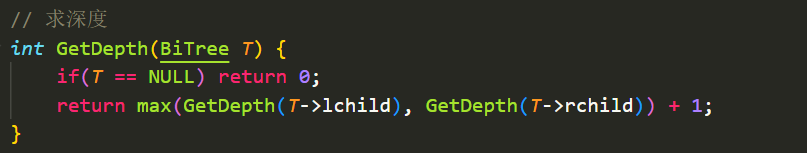 // 求深度
int GetDepth(BiTree T) {
    if(T == NULL) return 0;
    return max(GetDepth(T->lchild), GetDepth(T->rchild)) + 1;
}